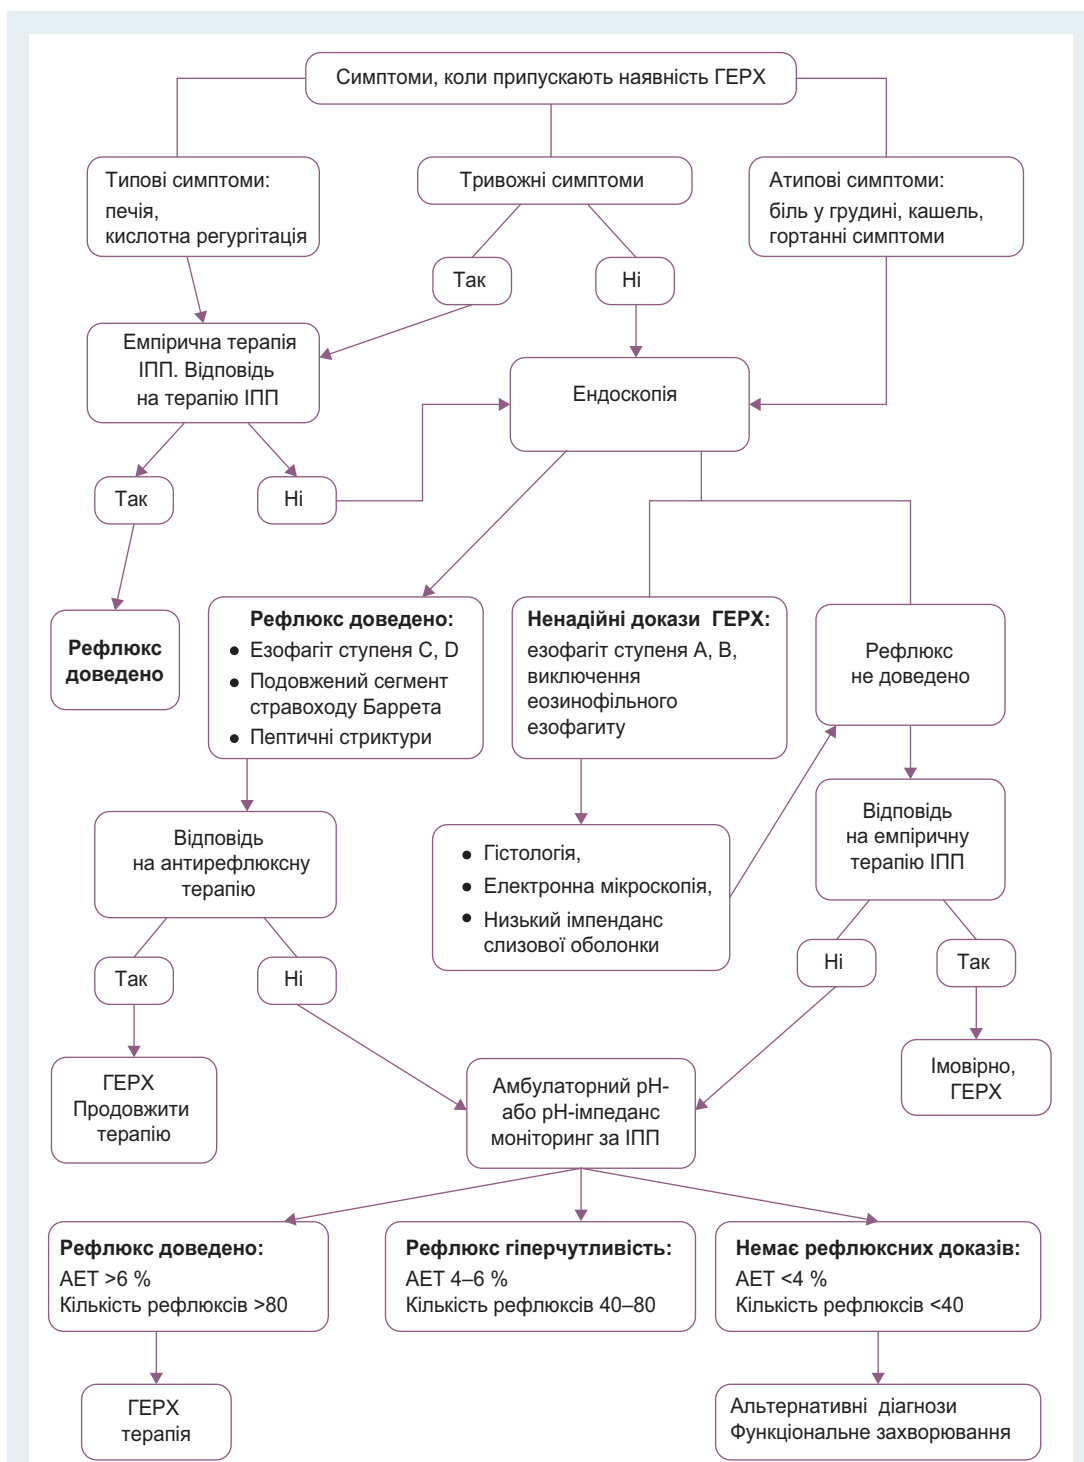 Симптоми, коли припускають наявність ГЕРХ
Типові симптоми:
печія,
кислотна регургітація
Тривожні симптоми
Атипові симптоми:
біль у грудині, кашель,
гортанні симптоми
Так
Ні
Емпірична терапія
ІПП. Відповідь
на терапію ІПП
Ендоскопія
Так
Ні
Рефлюкс
доведено
Рефлюкс доведено:
● Езофагіт ступеня C, D
● Подовжений сегмент
стравоходу Баррета
● Пептичні стриктури
Ненадійні докази ГЕРХ:
езофагіт ступеня А, В,
виключення
еозинофільного
езофагиту
Рефлюкс
не доведено
Відповідь
на антирефлюксну
терапію
● Гістологія,
● Електронна мікроскопія,
● Низький імпенданс
слизової оболонки
Відповідь
на емпіричну
терапію ІПП
Так
Ні
Ні
Так
ГЕРХ
Продовжити
терапію
Амбулаторний pH-
або pH-імпеданс
моніторинг за ІПП
Імовірно,
ГЕРХ
Рефлюкс доведено:
АЕТ >6 %
Кількість рефлюксів >80
Рефлюкс гіперчутливість:
АЕТ 4–6 %
Кількість рефлюксів 40–80
Немає рефлюксних доказів:
АЕТ <4 %
Кількість рефлюксів <40
ГЕРХ
терапія
Альтернативні діагнози
Функціональне захворювання